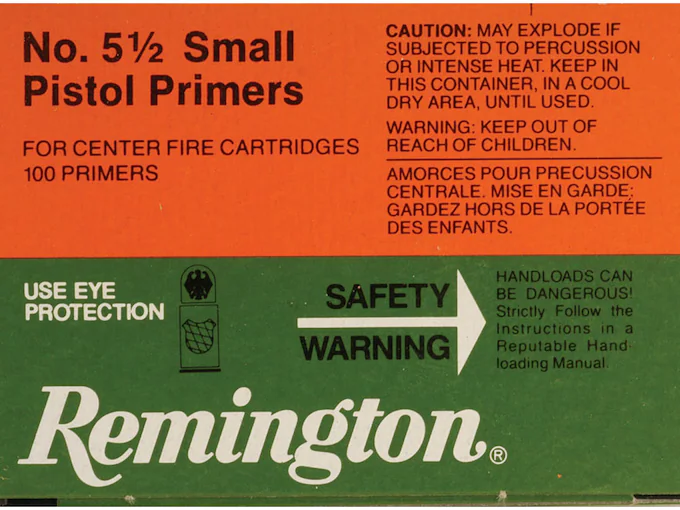 No. 5½ Small
Pistol Primers
FOR CENTER FIRE CARTRIDGES
100 PRIMERS
CAUTION: MAY EXPLODE IF
SUBJECTED TO PERCUSSION
OR INTENSE HEAT. KEEP IN
THIS CONTAINER, IN A COOL
DRY AREA, UNTIL USED.
WARNING: KEEP OUT OF
REACH OF CHILDREN.
AMORCES POUR PRECUSSION
CENTRALE. MISE EN GARDE:
GARDEZ HORS DE LA PORTÉE
DES ENFANTS.
USE EYE
PROTECTION
SAFETY
WARNING
HANDLOADS CAN
BE DANGEROUS!
Strictly Follow the
Instructions in a
Reputable Hand-
loading Manual.
Remington®